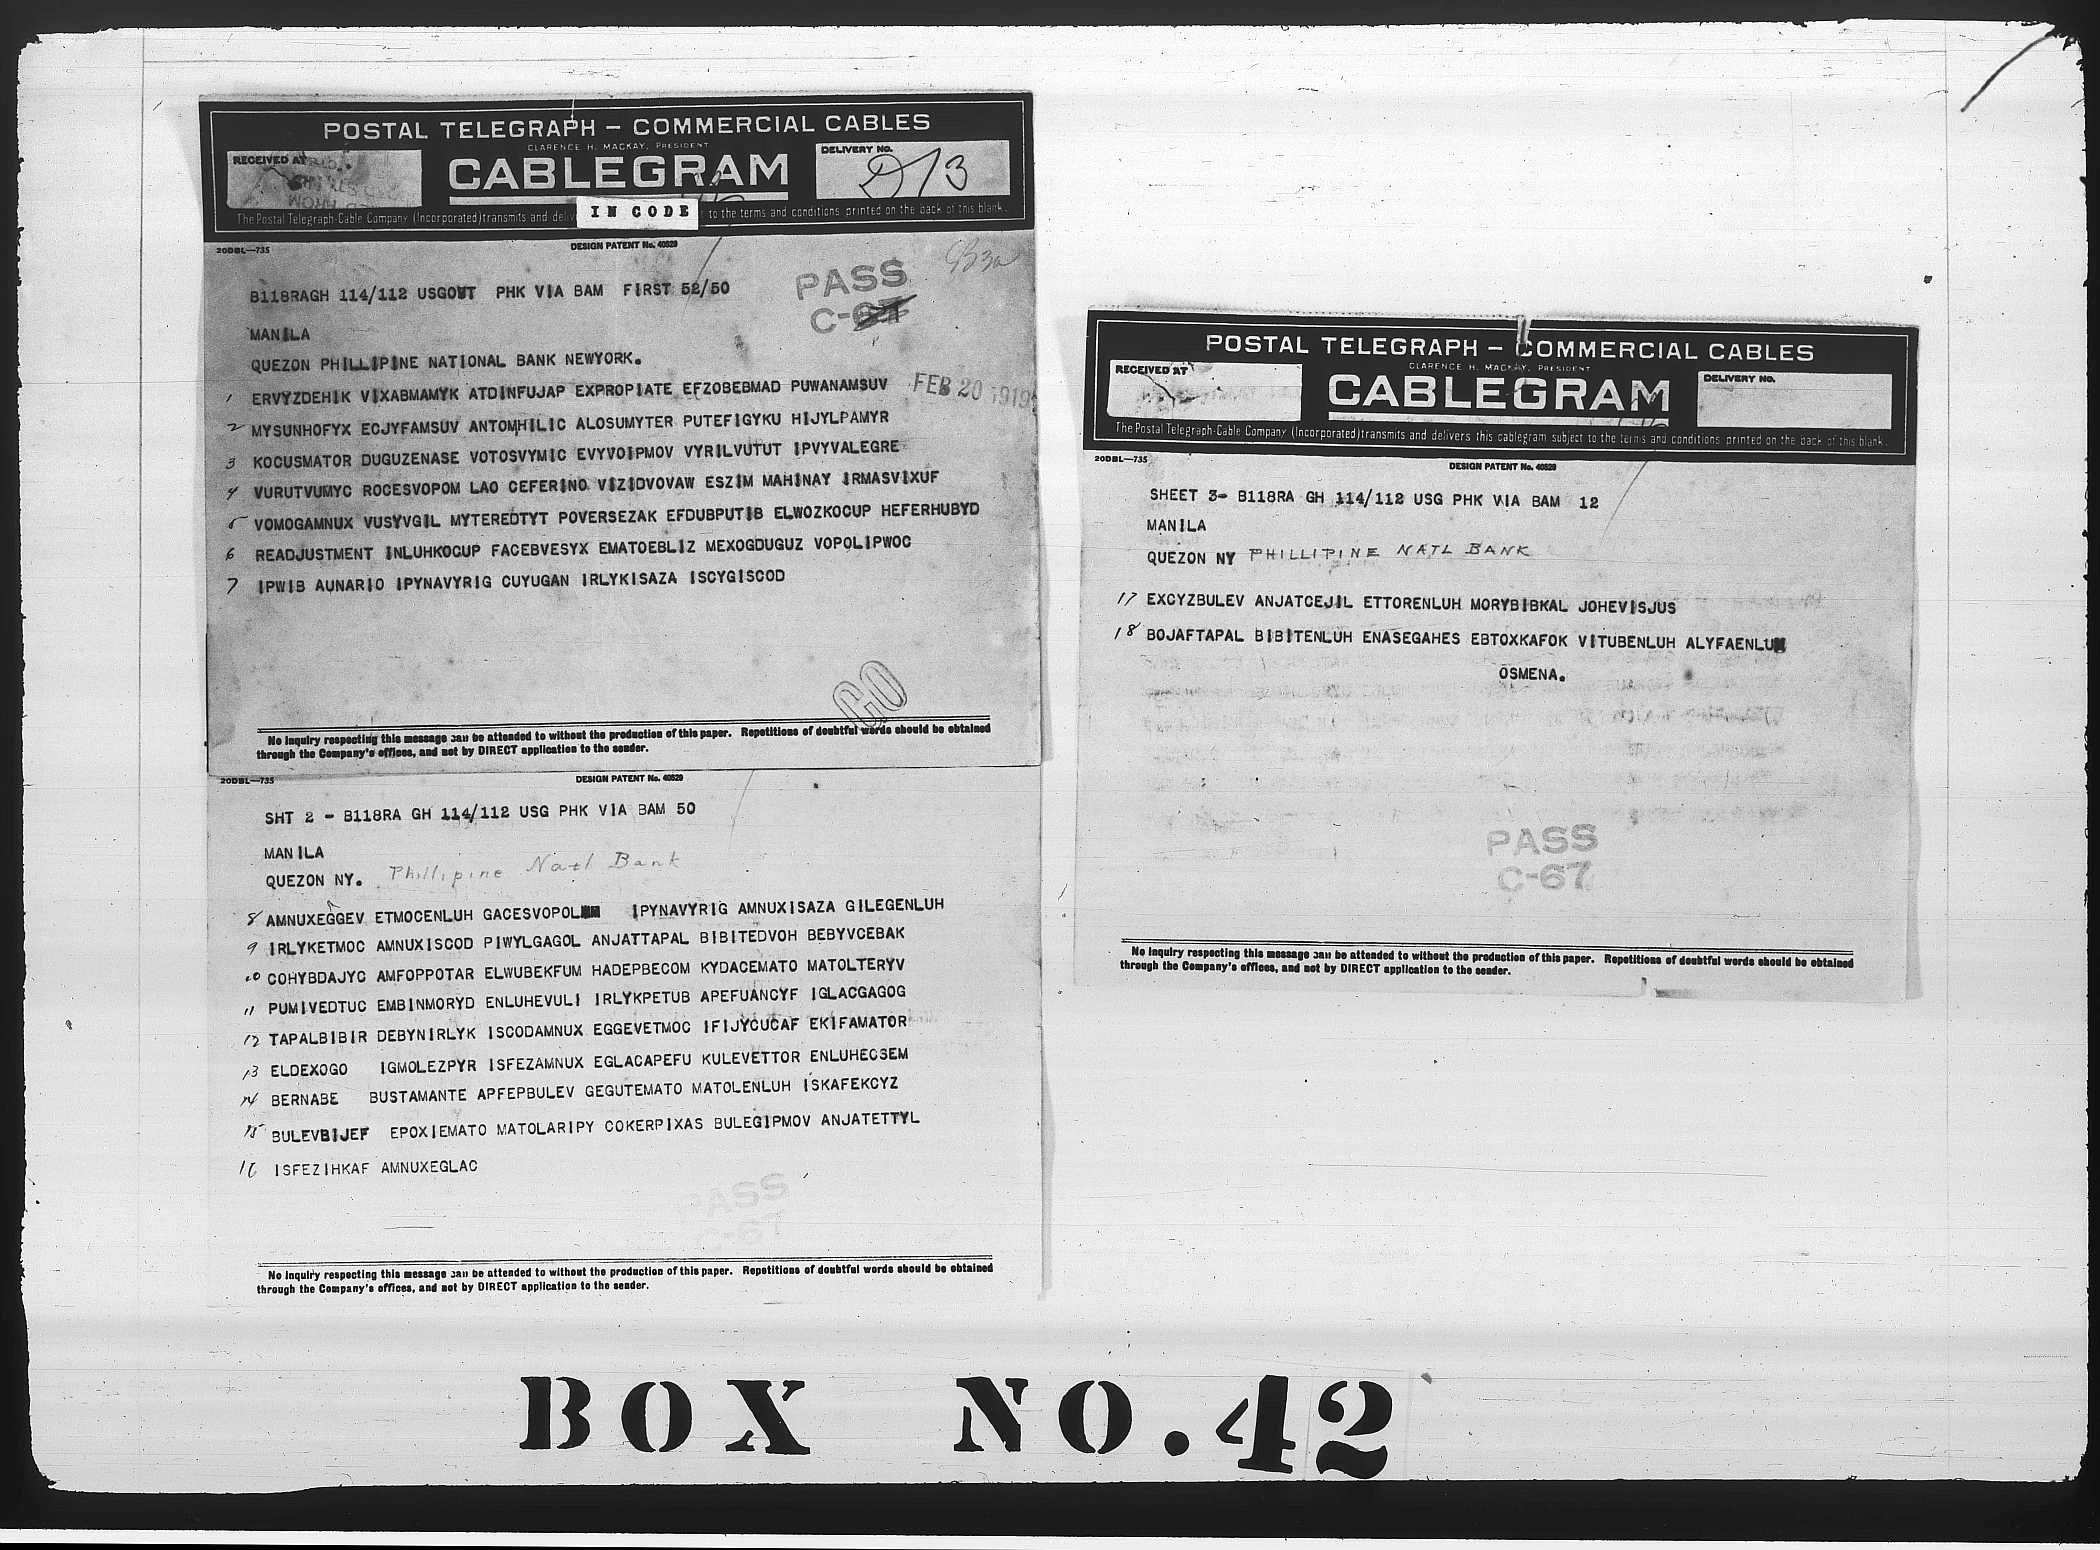 POSTAL TELEGRAPH – COMMERCIAL CABLES
CLARENCE H. MACKAY, PRESIDENT
RECEIVED AT
CABLEGRAM
DELIVERY NO.
D13
IN CODE
The Postal Telegraph-Cable Company (Incorporated) transmits and to the terms and conditions printed on the back of this blank.
20DBL—735
DESIGN PATENT No. 40529
B118RAGH 114/112 USGOVT PHK VIA BAM FIRST 52/50
PASS
MANILA
QUEZON PHILLIPINE NATIONAL BANK NEWYORK.
FEB 20 1919
1 ERVYZDEHIK VIXABMAMYK ATDINFUJAP EXPROPIATE EFZOBEBMAD PUWANAMSUV
2 MYSUNHOFYX ECJYFAMSUV ANTOMHILIC ALOSUMYTER PUTEFIGYKU HIJYLPAMYR
3 KOCUSMATOR DUGUZENASE VOTOSVYMIC EVYVOIPMOV VYRILVUTUT IPVYVALEGRE
4 VURUTVUMYC ROCESVOPOM LAO CEFERINO VIZIDVOVAW ESZIM MAHINAY IRMASVIXUF
5 VOMOGAMNUX VUSYVGIL MYTEREDTYT POVERSEZAK EFDUBPUTIB ELWOZKOCUP HEFERHUBYD
6 READJUSTMENT INLUHKOCUP FACEBVESYX EMATOEBLIZ MEXOGDUGUZ VOPOLIPWOC
7 IPWIB AUNARIO IPYNAVYRIG CUYUGAN IRLYKISAZA ISCYGISCOD
CO
No inquiry respecting this message can be attended to without the production of this paper. Repetitions of doubtful words should be obtained
through the Company's offices, and not by DIRECT application to the sender.
20DBL—735
DESIGN PATENT No. 40529
SHT 2 - B118RA GH 114/112 USG PHK VIA BAM 50
MANILA
QUEZON NY. Phillipine Natl Bank
8 AMNUXEGGEV ETMOCENLUH GACESVOPOL IPYNAVYRIG AMNUXISAZA GILEGENLUH
9 IRLYKETMOC AMNUXISCOD PIWYLGAGOL ANJATTAPAL BIBITEDVOH BEBYVCEBAK
10 COHYBDAJYC AMFOPPOTAR ELWUBEKFUM HADEPBECOM KYDACEMATO MATOLTERYV
11 PUMIVEDTUC EMBINMORYD ENLUHEVULI IRLYKPETUB APEFUANCYF IGLACGAGOG
12 TAPALBIBIR DEBYNIRLYK ISCODAMNUX EGGEVETMOC IFIJYCUCAF EKIFAMATOR
13 ELDEXOGO IGMOLEZPYR ISFEZAMNUX EGLACAPEFU KULEVETTOR ENLUHECSEM
14 BERNABE BUSTAMANTE APFEPBULEV GEGUTEMATO MATOLENLUH ISKAFEKCYZ
15 BULEVBIJEF EPOXIEMATO MATOLARIPY COKERPIXAS BULEGIPMOV ANJATETTYL
16 ISFEZIHKAF AMNUXEGLAC
PASS
C-67
No inquiry respecting this message can be attended to without the production of this paper. Repetitions of doubtful words should be obtained
through the Company's offices, and not by DIRECT application to the sender.
POSTAL TELEGRAPH – COMMERCIAL CABLES
CLARENCE H. MACKAY, PRESIDENT
RECEIVED AT
CABLEGRAM
DELIVERY NO.
The Postal Telegraph-Cable Company (Incorporated) transmits and delivers this cablegram subject to the terms and conditions printed on the back of this blank.
20DBL—735
DESIGN PATENT No. 40529
SHEET 3- B118RA GH 114/112 USG PHK VIA BAM 12
MANILA
QUEZON NY PHILLIPINE NATL BANK
17 EXCYZBULEV ANJATCEJIL ETTORENLUH MORYBIBKAL JOHEVISJUS
18 BOJAFTAPAL BIBITENLUH ENASEGAHES EBTOXKAFOK VITUBENLUH ALYFAENLUH
OSMENA.
PASS
C-67
No inquiry respecting this message can be attended to without the production of this paper. Repetitions of doubtful words should be obtained
through the Company's offices, and not by DIRECT application to the sender.
BOX NO. 42